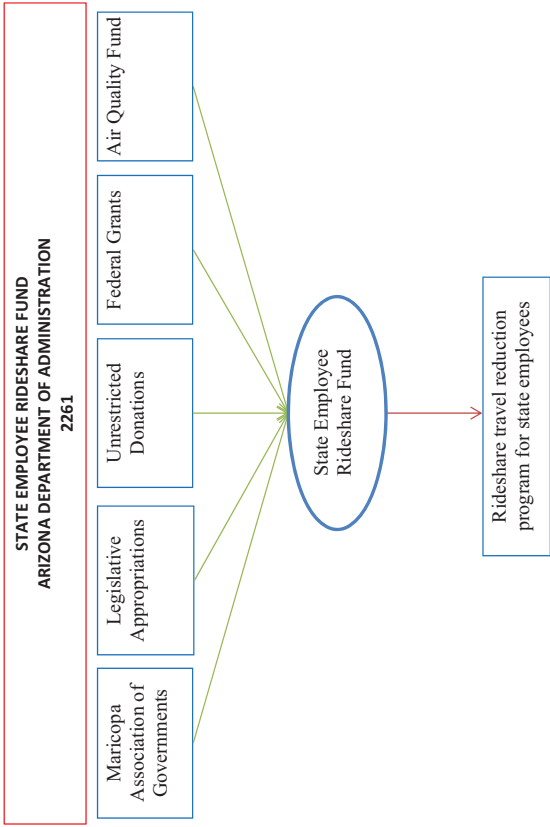 STATE EMPLOYEE RIDESHARE FUND
ARIZONA DEPARTMENT OF ADMINISTRATION
2261
Maricopa
Association of
Governments
Legislative
Appropriations
Unrestricted
Donations
Federal Grants
Air Quality Fund
State Employee
Rideshare Fund
Rideshare travel reduction
program for state employees